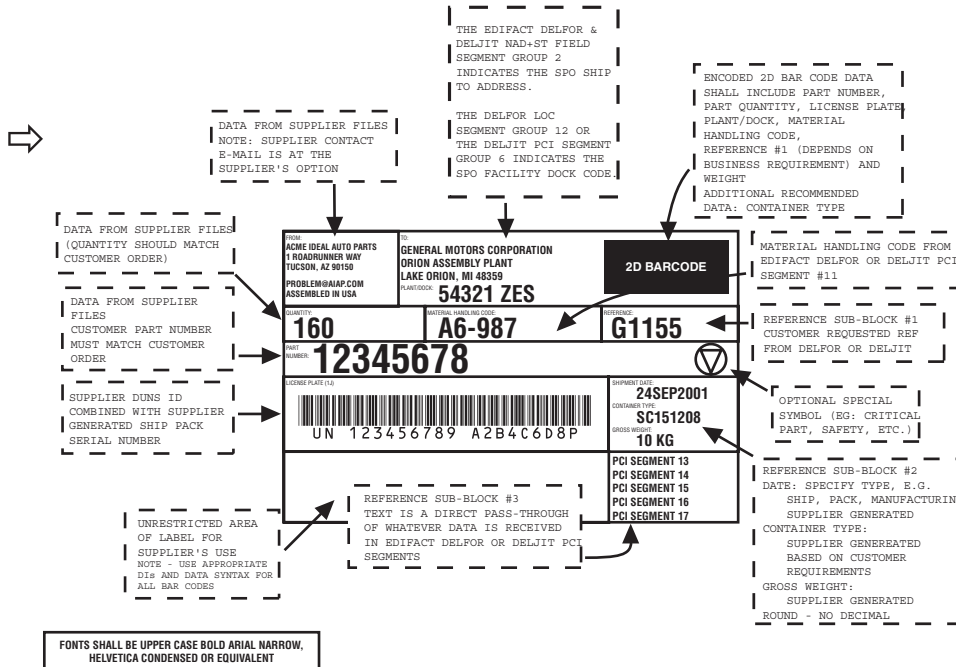 THE EDIFACT DELFOR &
DELJIT NAD+ST FIELD
SEGMENT GROUP 2
INDICATES THE SPO SHIP
TO ADDRESS.
THE DELFOR LOC
SEGMENT GROUP 12 OR
THE DELJIT PCI SEGMENT
GROUP 6 INDICATES THE
SPO FACILITY DOCK CODE.
ENCODED 2D BAR CODE DATA
SHALL INCLUDE PART NUMBER,
PART QUANTITY, LICENSE PLATE,
PLANT/DOCK, MATERIAL
HANDLING CODE,
REFERENCE #1 (DEPENDS ON
BUSINESS REQUIREMENT) AND
WEIGHT
ADDITIONAL RECOMMENDED
DATA: CONTAINER TYPE
DATA FROM SUPPLIER FILES
NOTE: SUPPLIER CONTACT
E-MAIL IS AT THE
SUPPLIER'S OPTION
DATA FROM SUPPLIER FILES
(QUANTITY SHOULD MATCH
CUSTOMER ORDER)
DATA FROM SUPPLIER
FILES
CUSTOMER PART NUMBER
MUST MATCH CUSTOMER
ORDER
SUPPLIER DUNS ID
COMBINED WITH SUPPLIER
GENERATED SHIP PACK
SERIAL NUMBER
FROM:
ACME IDEAL AUTO PARTS
1 ROADRUNNER WAY
TUCSON, AZ 90150
PROBLEM@AIAP.COM
ASSEMBLED IN USA
TO:
GENERAL MOTORS CORPORATION
ORION ASSEMBLY PLANT
LAKE ORION, MI 48359
PLANT/DOCK: 54321 ZES
2D BARCODE
QUANTITY:
160
MATERIAL HANDLING CODE:
A6-987
REFERENCE:
G1155
PART
NUMBER: 12345678
LICENSE PLATE (1J)
UN 123456789 A2B4C6D8P
SHIPMENT DATE:
24SEP2001
CONTAINER TYPE:
SC151208
GROSS WEIGHT:
10 KG
PCI SEGMENT 13
PCI SEGMENT 14
PCI SEGMENT 15
PCI SEGMENT 16
PCI SEGMENT 17
MATERIAL HANDLING CODE FROM
EDIFACT DELFOR OR DELJIT PCI
SEGMENT #11
REFERENCE SUB-BLOCK #1
CUSTOMER REQUESTED REF
FROM DELFOR OR DELJIT
OPTIONAL SPECIAL
SYMBOL (EG: CRITICAL
PART, SAFETY, ETC.)
REFERENCE SUB-BLOCK #2
DATE: SPECIFY TYPE, E.G.
SHIP, PACK, MANUFACTURIN
SUPPLIER GENERATED
CONTAINER TYPE:
SUPPLIER GENEREATED
BASED ON CUSTOMER
REQUIREMENTS
GROSS WEIGHT:
SUPPLIER GENERATED
ROUND - NO DECIMAL
REFERENCE SUB-BLOCK #3
TEXT IS A DIRECT PASS-THROUGH
OF WHATEVER DATA IS RECEIVED
IN EDIFACT DELFOR OR DELJIT PCI
SEGMENTS
UNRESTRICTED AREA
OF LABEL FOR
SUPPLIER'S USE
NOTE - USE APPROPRIATE
DIs AND DATA SYNTAX FOR
ALL BAR CODES
FONTS SHALL BE UPPER CASE BOLD ARIAL NARROW,
HELVETICA CONDENSED OR EQUIVALENT